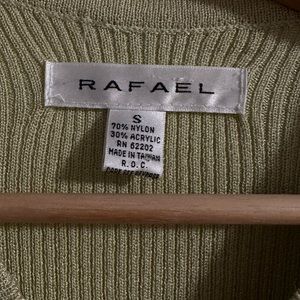 RAFAEL
S
70% NYLON
30% ACRYLIC
RN 62202
MADE IN TAIWAN
R. O. C.